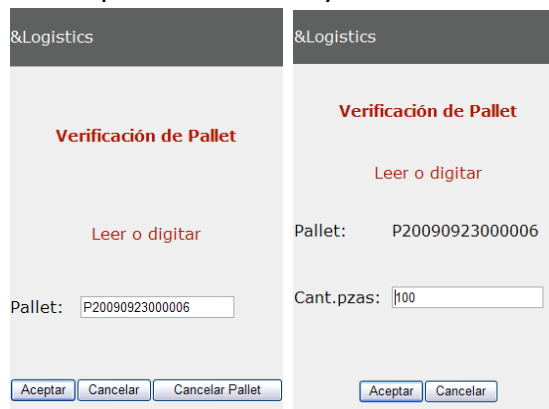 &Logistics
Verificación de Pallet
Leer o digitar
Pallet: P20090923000006
Aceptar Cancelar Cancelar Pallet
&Logistics
Verificación de Pallet
Leer o digitar
Pallet: P20090923000006
Cant.pzas: 100
Aceptar Cancelar